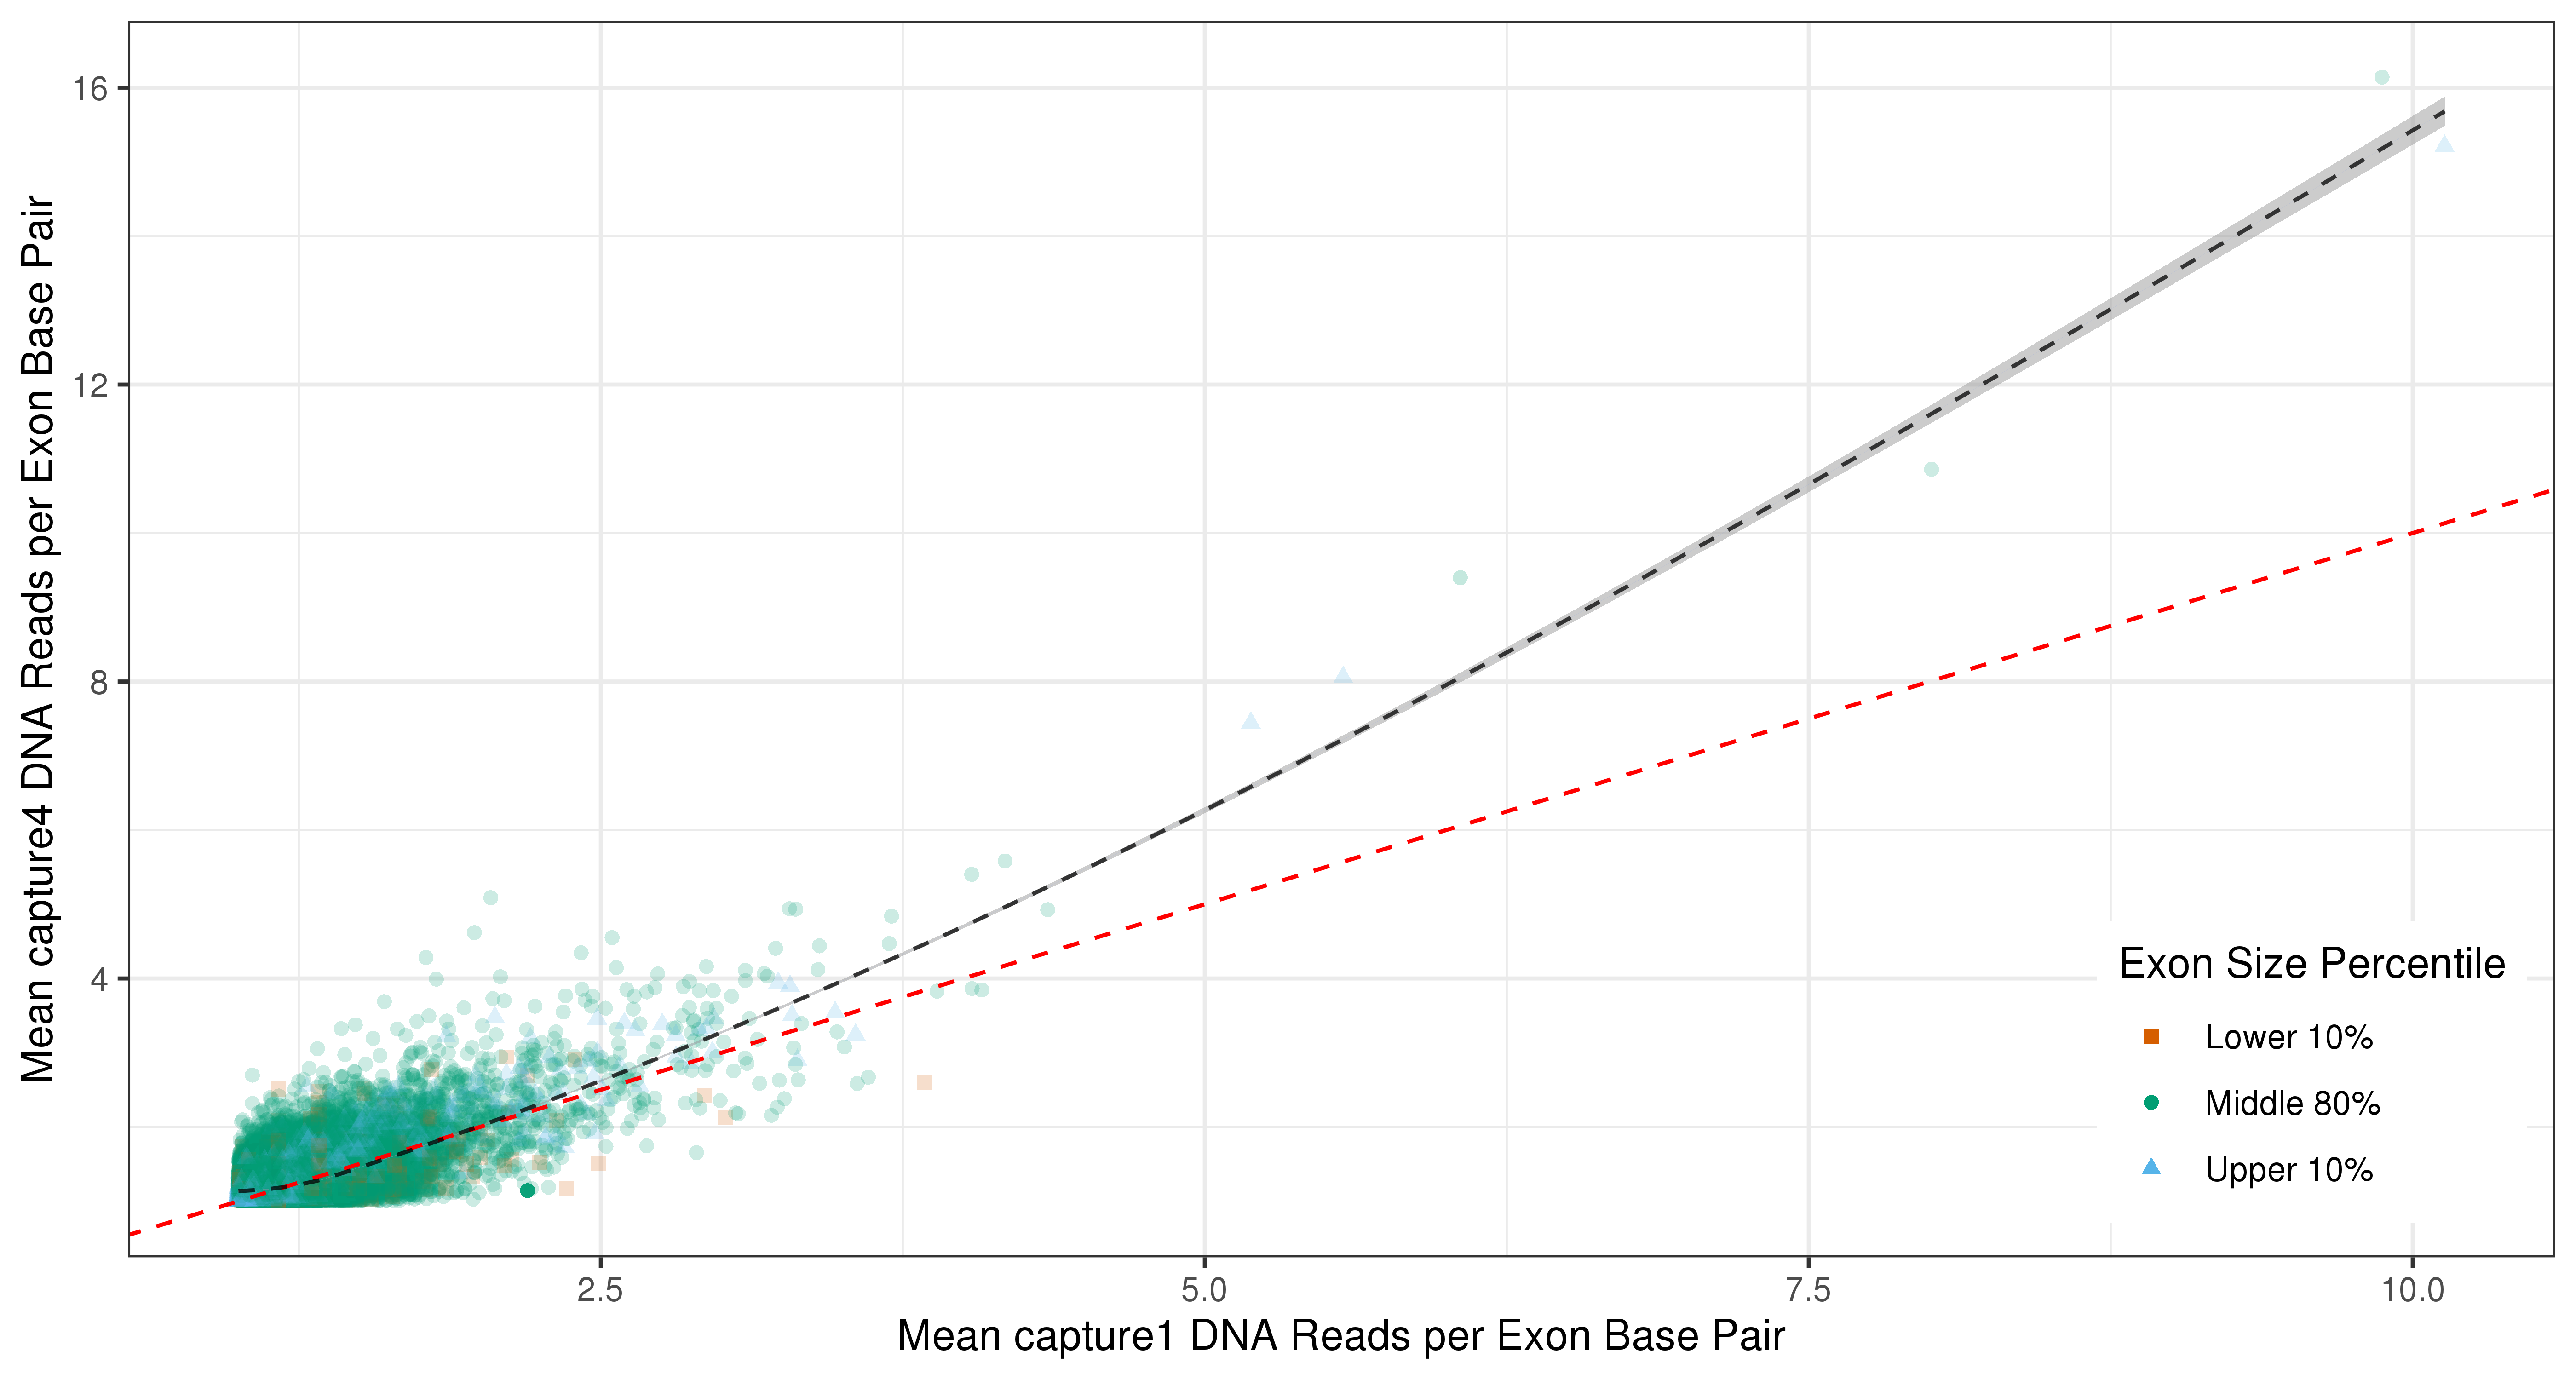 Mean capture4 DNA Reads per Exon Base Pair
16
12
8
4
2.5
5.0
7.5
10.0
Mean capture1 DNA Reads per Exon Base Pair
Exon Size Percentile
Lower 10%
Middle 80%
Upper 10%